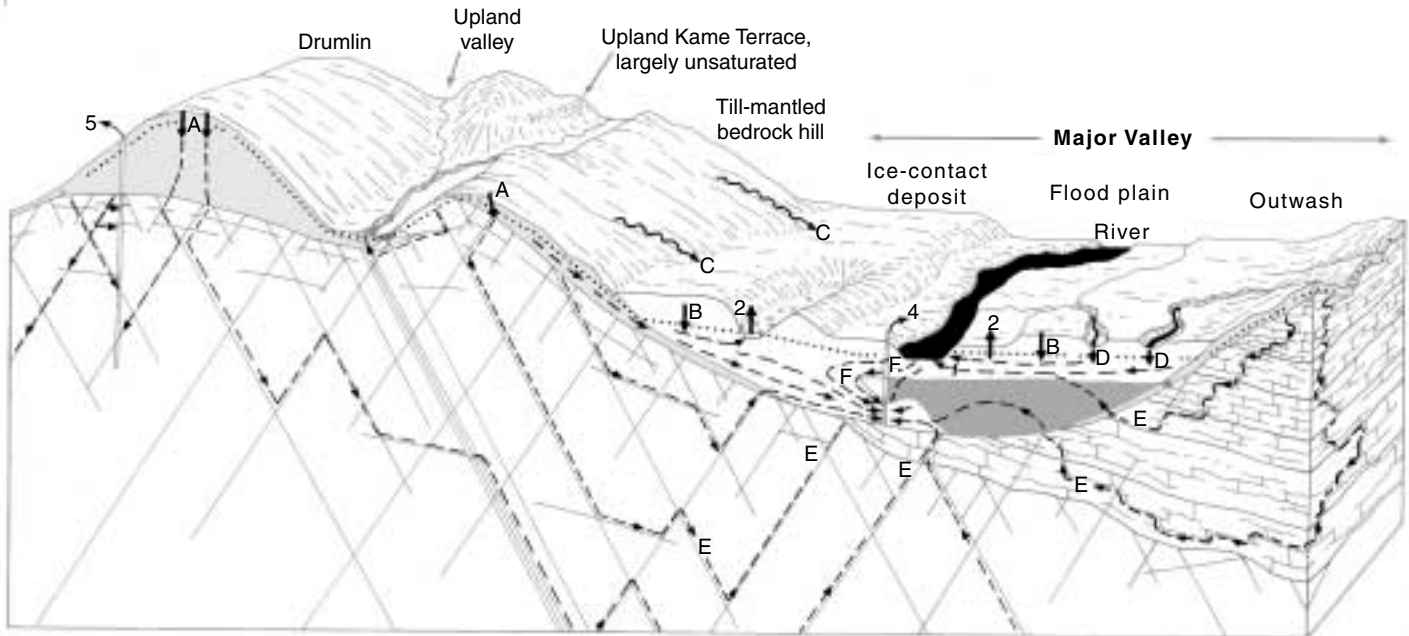 Drumlin
Upland
valley
Upland Kame Terrace,
largely unsaturated
Till-mantled
bedrock hill
Major Valley
Ice-contact
deposit
Flood plain
River
Outwash
5
A
A
C
C
B
2
4
2
B
D
D
F
F
E
E
E
E
E